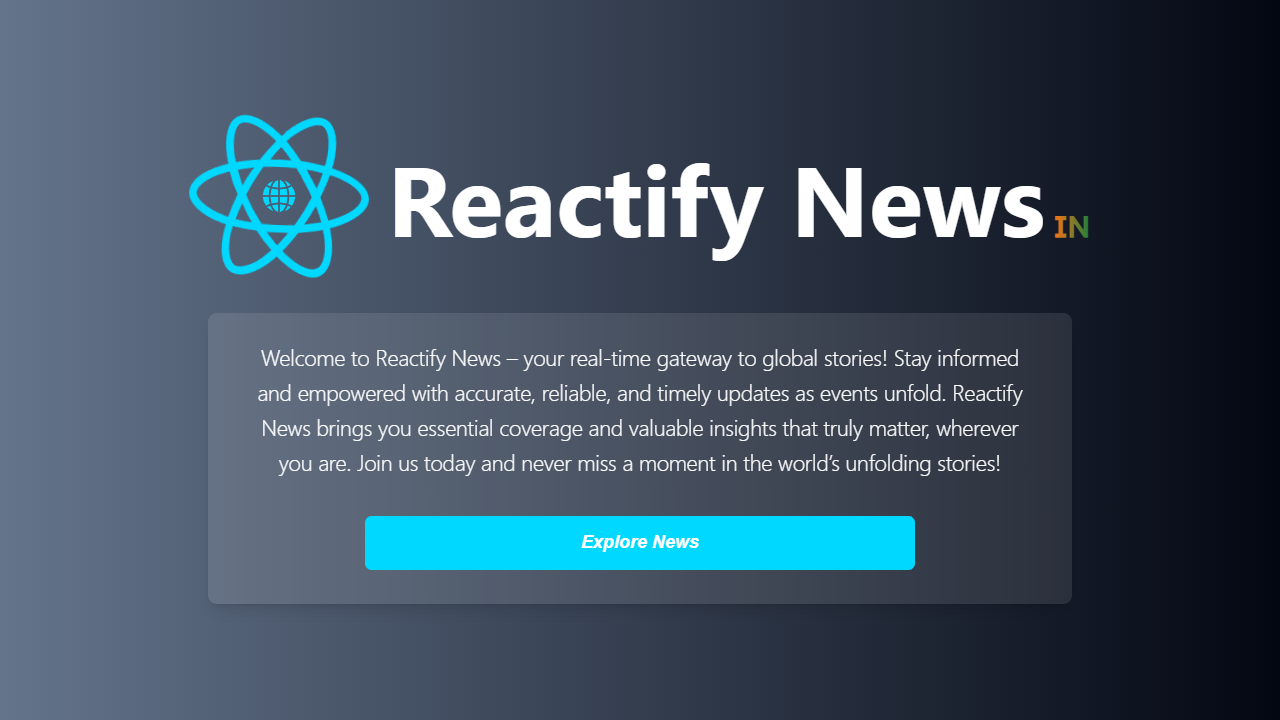 Reactify News IN
Welcome to Reactify News – your real-time gateway to global stories! Stay informed
and empowered with accurate, reliable, and timely updates as events unfold. Reactify
News brings you essential coverage and valuable insights that truly matter, wherever
you are. Join us today and never miss a moment in the world’s unfolding stories!
Explore News